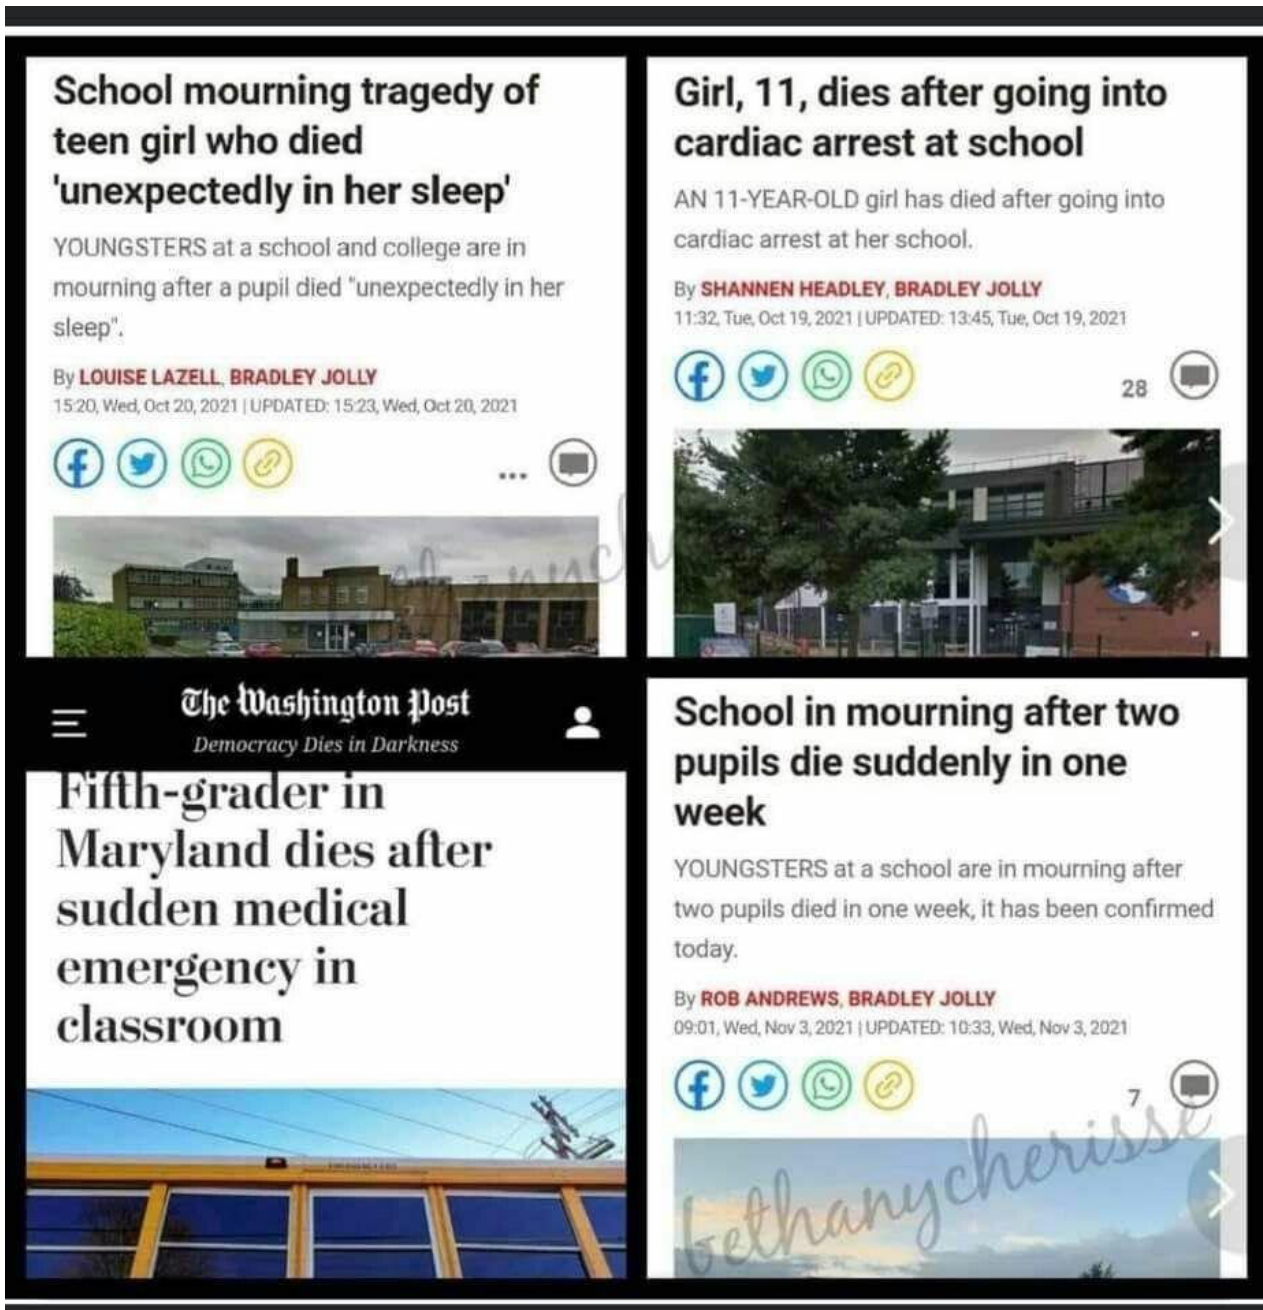 School mourning tragedy of
teen girl who died
'unexpectedly in her sleep'
YOUNGSTERS at a school and college are in
mourning after a pupil died "unexpectedly in her
sleep".
By LOUISE LAZELL, BRADLEY JOLLY
15:20, Wed, Oct 20, 2021 | UPDATED: 15:23, Wed, Oct 20, 2021
...
Girl, 11, dies after going into
cardiac arrest at school
AN 11-YEAR-OLD girl has died after going into
cardiac arrest at her school.
By SHANNEN HEADLEY, BRADLEY JOLLY
11:32, Tue, Oct 19, 2021 | UPDATED: 13:45, Tue, Oct 19, 2021
28
The Washington Post
Democracy Dies in Darkness
Fifth-grader in
Maryland dies after
sudden medical
emergency in
classroom
School in mourning after two
pupils die suddenly in one
week
YOUNGSTERS at a school are in mourning after
two pupils died in one week, it has been confirmed
today.
By ROB ANDREWS, BRADLEY JOLLY
09:01, Wed, Nov 3, 2021 | UPDATED: 10:33, Wed, Nov 3, 2021
7
bethanycherisse